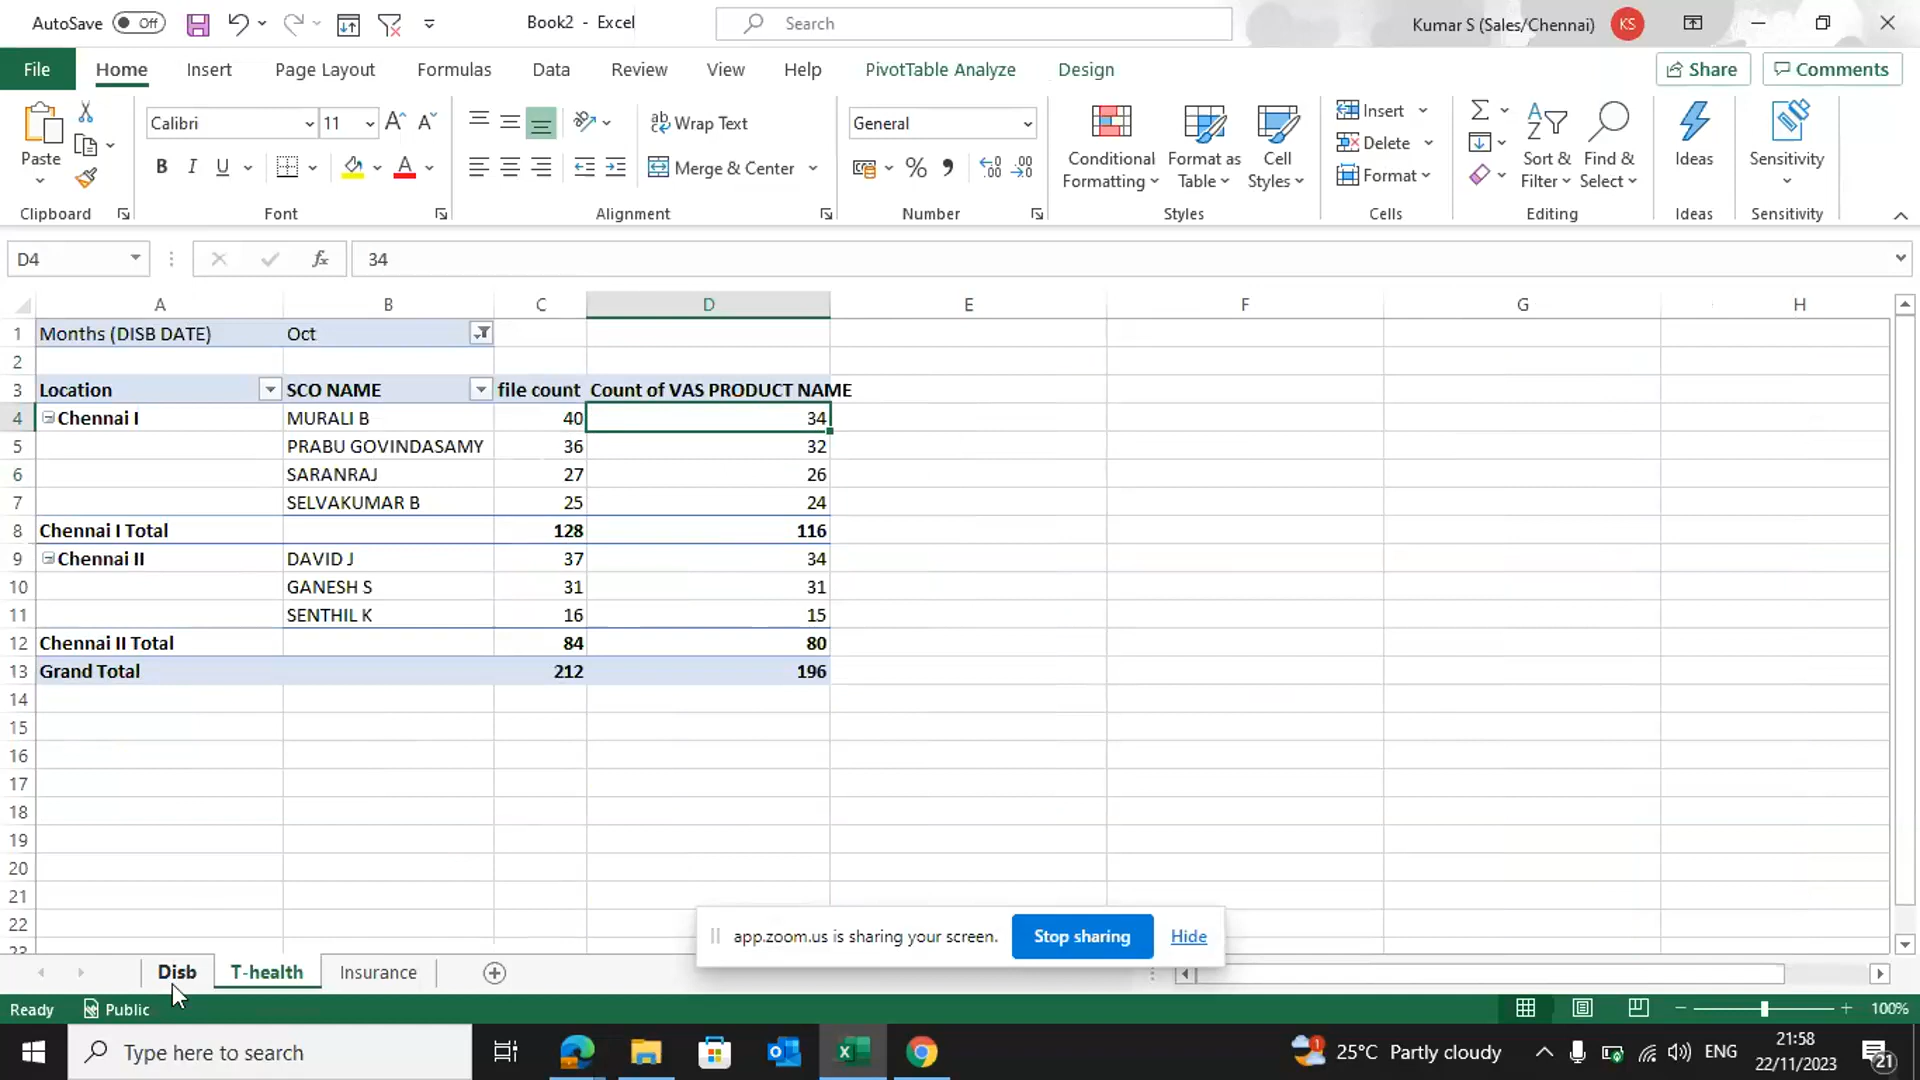 AutoSave Off Book2 - Excel Search Kumar S (Sales/Chennai) KS
File Home Insert Page Layout Formulas Data Review View Help PivotTable Analyze Design Share Comments
Calibri 11 A A ab Wrap Text General Σ A Z Insert
Paste B I U A Merge & Center % Conditional Formatting Format as Table Cell Styles Delete Format Sort & Filter Find & Select Ideas Sensitivity
Clipboard Font Alignment Number Styles Cells Editing Ideas Sensitivity
D4 fx 34
A B C D E F G H
1 Months (DISB DATE) Oct
2
3 Location SCO NAME file count Count of VAS PRODUCT NAME
4 Chennai I MURALI B 40 34
5 PRABU GOVINDASAMY 36 32
6 SARANRAJ 27 26
7 SELVAKUMAR B 25 24
8 Chennai I Total 128 116
9 Chennai II DAVID J 37 34
10 GANESH S 31 31
11 SENTHIL K 16 15
12 Chennai II Total 84 80
13 Grand Total 212 196
14
15
16
17
18
19
20
21
22
23
app.zoom.us is sharing your screen. Stop sharing Hide
Disb T-health Insurance
Ready Public 100%
Type here to search 1 25°C Partly cloudy ENG 21:58
22/11/2023 21